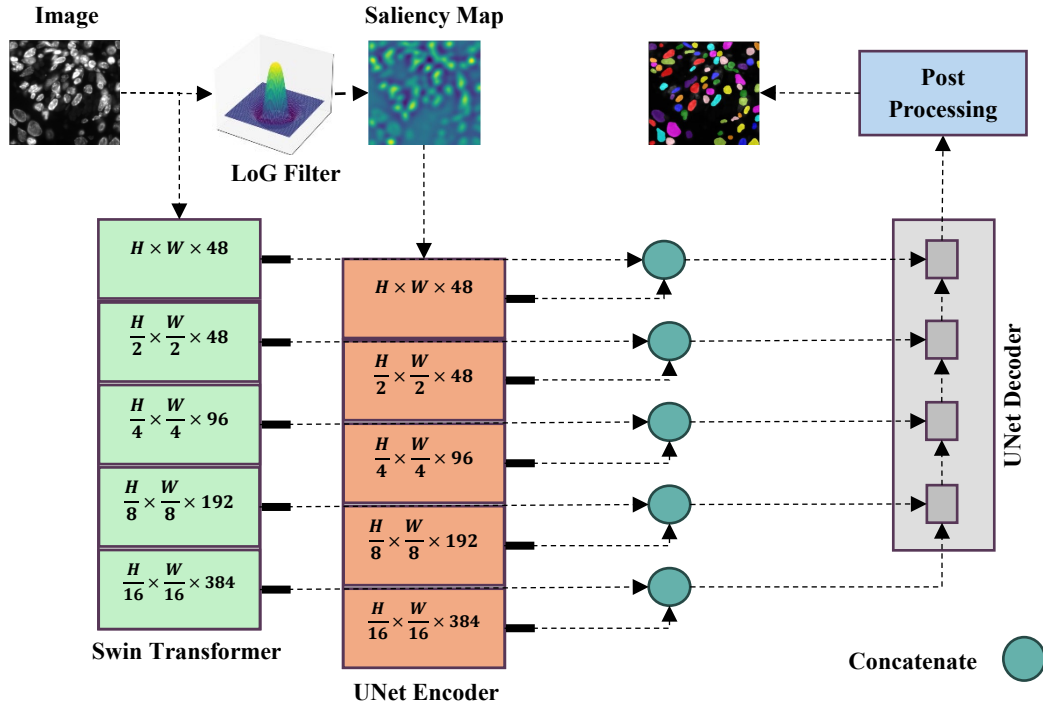 Image
Saliency Map
LoG Filter
Post
Processing
H × W × 48
H/2 × W/2 × 48
H/4 × W/4 × 96
H/8 × W/8 × 192
H/16 × W/16 × 384
Swin Transformer
H × W × 48
H/2 × W/2 × 48
H/4 × W/4 × 96
H/8 × W/8 × 192
H/16 × W/16 × 384
UNet Encoder
UNet Decoder
Concatenate